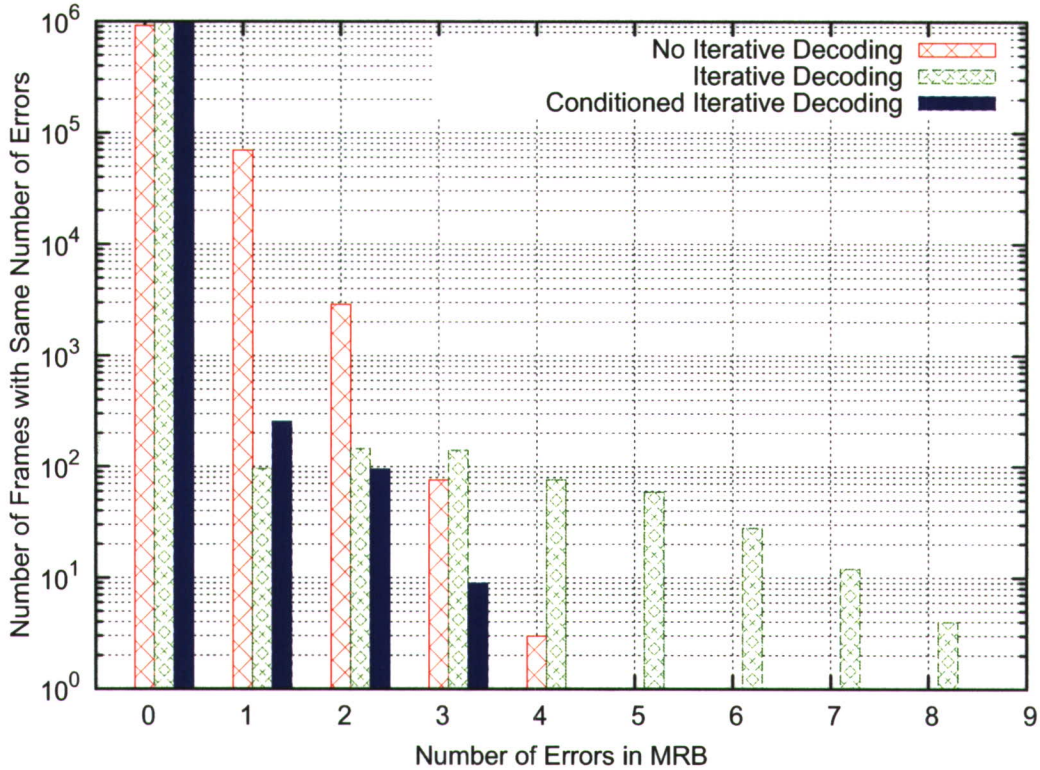 10^6
10^5
10^4
10^3
10^2
10^1
10^0
Number of Frames with Same Number of Errors
No Iterative Decoding
Iterative Decoding
Conditioned Iterative Decoding
0 1 2 3 4 5 6 7 8 9
Number of Errors in MRB